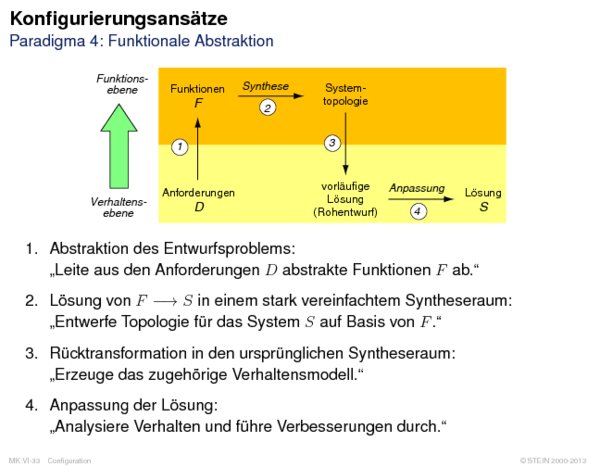 Konfigurierungsansätze
Paradigma 4: Funktionale Abstraktion
Funktions-
ebene
Funktionen
F
Synthese
2
System-
topologie
1
3
Verhaltens-
ebene
Anforderungen
D
vorläufige
Lösung
(Rohentwurf)
Anpassung
4
Lösung
S
1. Abstraktion des Entwurfsproblems:
„Leite aus den Anforderungen D abstrakte Funktionen F ab.“
2. Lösung von F ⟶ S in einem stark vereinfachtem Syntheseraum:
„Entwerfe Topologie für das System S auf Basis von F.“
3. Rücktransformation in den ursprünglichen Syntheseraum:
„Erzeuge das zugehörige Verhaltensmodell.“
4. Anpassung der Lösung:
„Analysiere Verhalten und führe Verbesserungen durch.“
MK:VI-33 Configuration
© STEIN 2000-2013